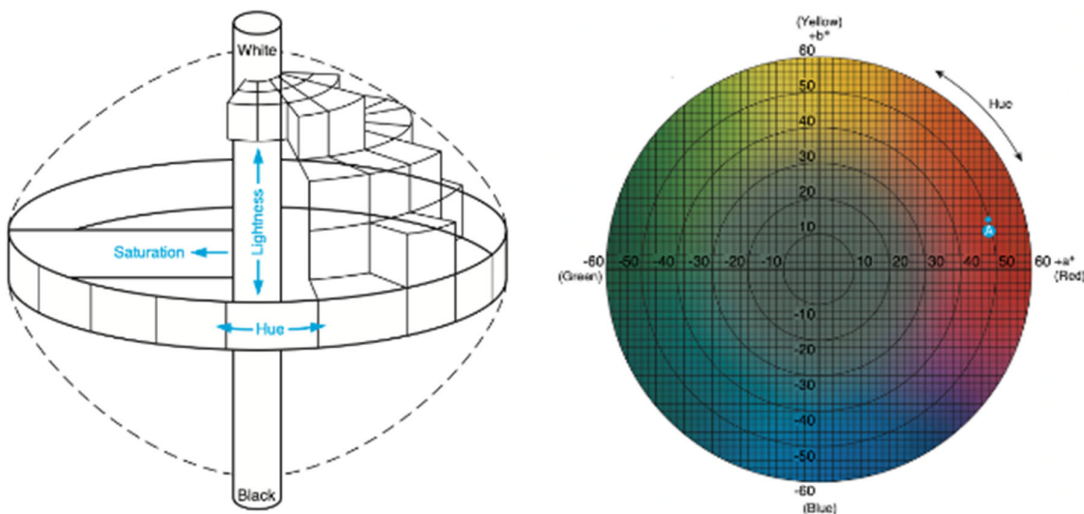 White
Lightness
Saturation
Hue
Black
(Yellow)
+b*
60
50
40
30
20
10
Hue
-60 -50 -40 -30 -20 -10 10 20 30 40 50 60 +a*
(Green)
(Red)
A
-10
-20
-30
-40
-50
-60
(Blue)